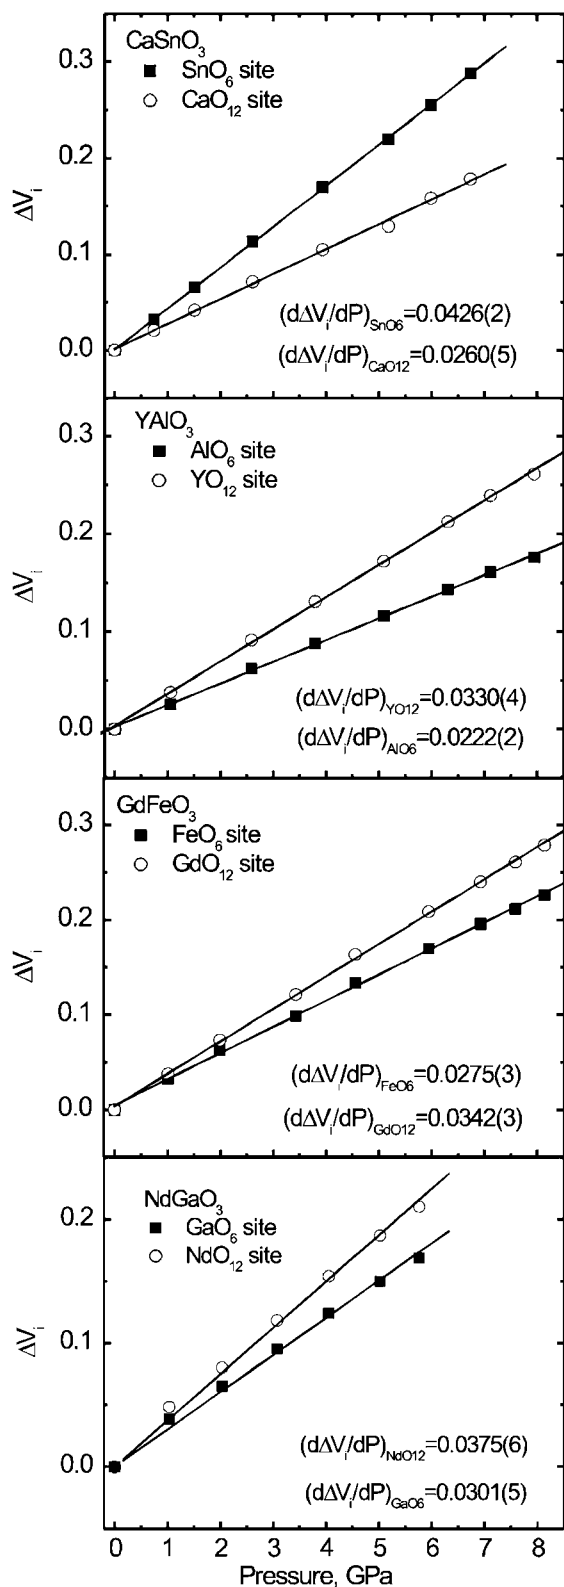 CaSnO3
SnO6 site
CaO12 site
0.3
0.2
0.1
0.0
ΔVi
(dΔVi/dP)SnO6=0.0426(2)
(dΔVi/dP)CaO12=0.0260(5)
YAlO3
AlO6 site
YO12 site
0.3
0.2
0.1
0.0
ΔVi
(dΔVi/dP)YO12=0.0330(4)
(dΔVi/dP)AlO6=0.0222(2)
GdFeO3
FeO6 site
GdO12 site
0.3
0.2
0.1
0.0
ΔVi
(dΔVi/dP)FeO6=0.0275(3)
(dΔVi/dP)GdO12=0.0342(3)
NdGaO3
GaO6 site
NdO12 site
0.2
0.1
0.0
ΔVi
(dΔVi/dP)NdO12=0.0375(6)
(dΔVi/dP)GaO6=0.0301(5)
0 1 2 3 4 5 6 7 8
Pressure, GPa